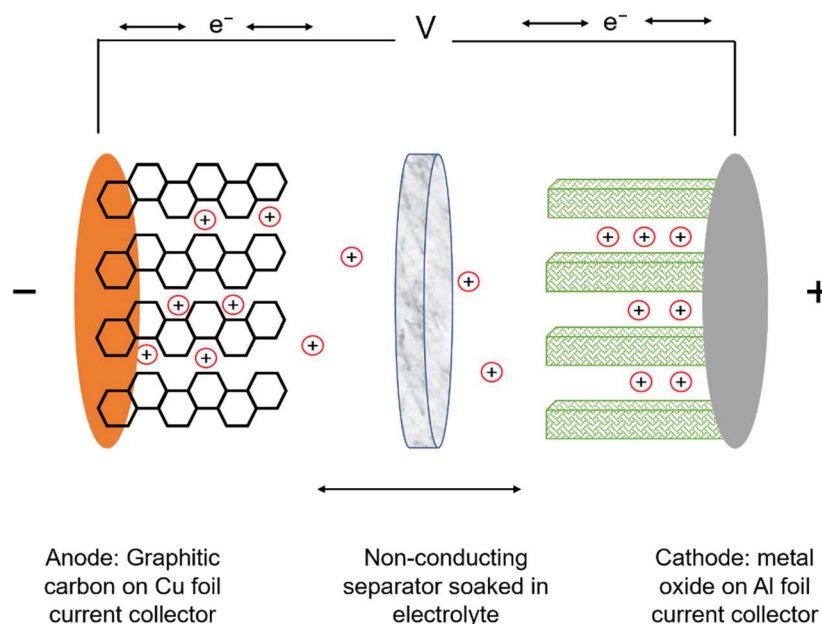 e⁻ V e⁻
+ +
+ + +
+
+
− + + + + +
+
+ + + + +
Anode: Graphitic
carbon on Cu foil
current collector
Non-conducting
separator soaked in
electrolyte
Cathode: metal
oxide on Al foil
current collector